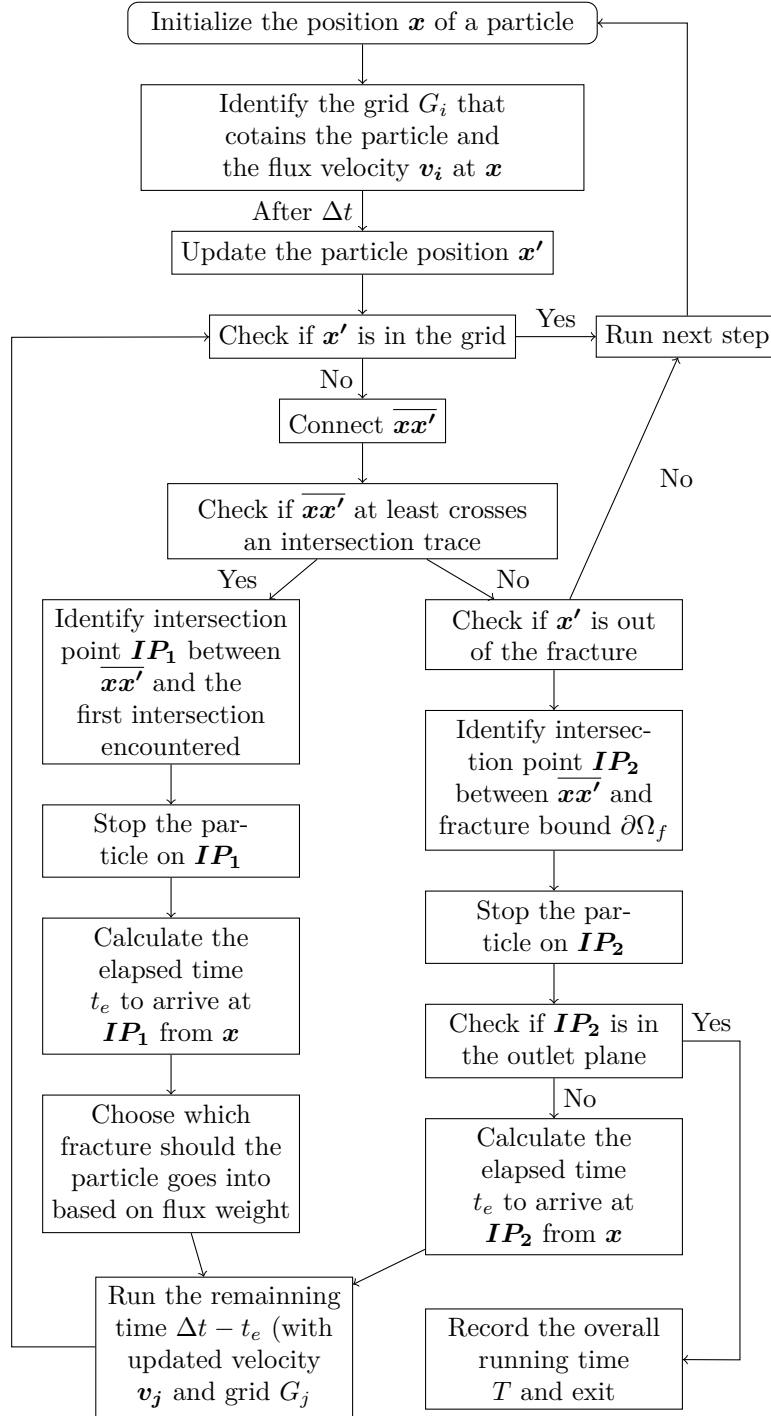 Initialize the position x of a particle
Identify the grid G_i that
cotains the particle and
the flux velocity v_i at x
After Δt
Update the particle position x′
Check if x′ is in the grid
Yes
Run next step
No
Connect \overline{xx′}
No
Check if \overline{xx′} at least crosses
an intersection trace
Yes
No
Identify intersection
point IP_1 between
\overline{xx′} and the
first intersection
encountered
Stop the par-
ticle on IP_1
Calculate the
elapsed time
t_e to arrive at
IP_1 from x
Choose which
fracture should the
particle goes into
based on flux weight
Check if x′ is out
of the fracture
Identify intersec-
tion point IP_2
between \overline{xx′} and
fracture bound ∂Ω_f
Stop the par-
ticle on IP_2
Check if IP_2 is in
the outlet plane
Yes
No
Calculate the
elapsed time
t_e to arrive at
IP_2 from x
Run the remainning
time Δt − t_e (with
updated velocity
v_j and grid G_j
Record the overall
running time
T and exit